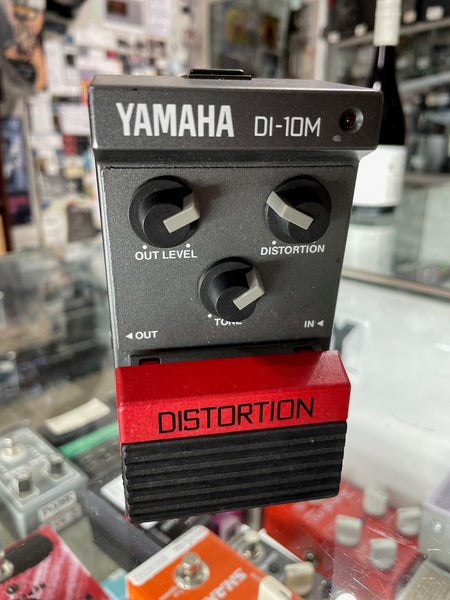 YAMAHA DI-10M
OUT LEVEL DISTORTION
TONE
◄OUT IN◄
DISTORTION